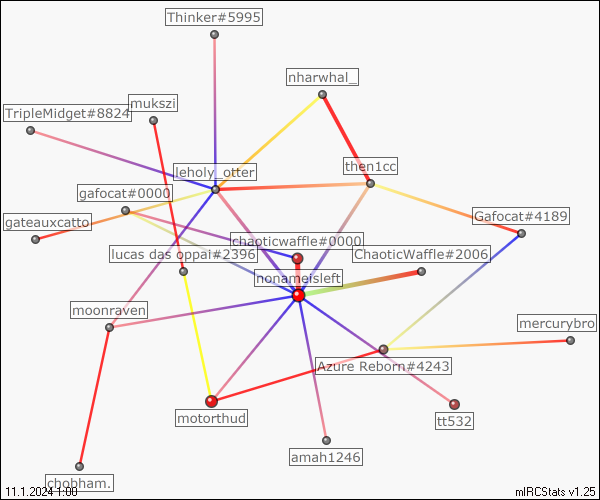 Thinker#5995
nharwhal_
mukszi
TripleMidget#8824
leholy_otter
then1cc
gafocat#0000
gateauxcatto
Gafocat#4189
chaoticwaffle#0000
lucas das oppai#2396
ChaoticWaffle#2006
nonameisleft
moonraven
mercurybro
Azure Reborn#4243
motorthud
tt532
amah1246
chobham.
11.1.2024 1:00
mIRCStats v1.25